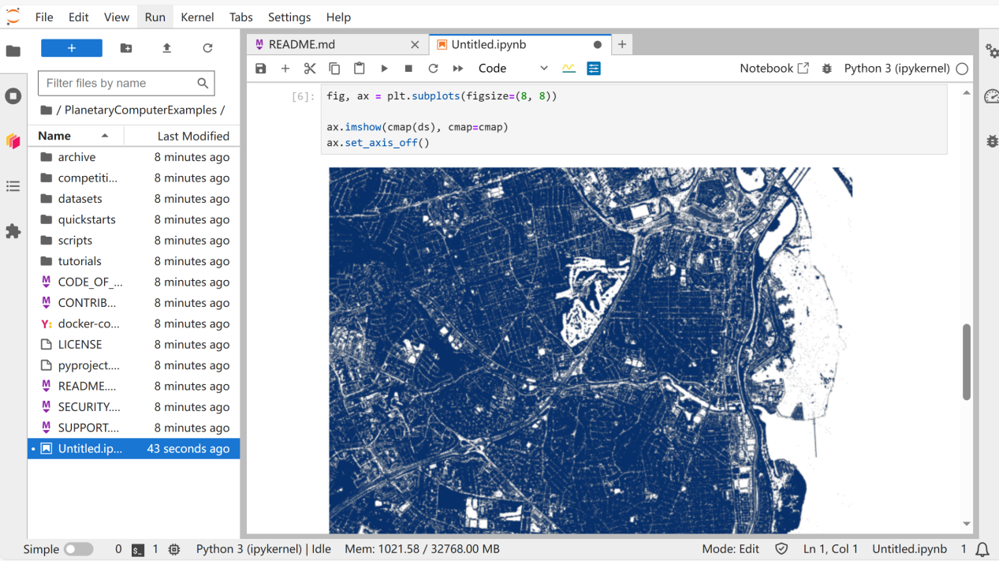 File Edit View Run Kernel Tabs Settings Help
+
README.md
Untitled.ipynb
Filter files by name
Code
Notebook
Python 3 (ipykernel)
/ PlanetaryComputerExamples /
Name Last Modified
archive 8 minutes ago
competiti... 8 minutes ago
datasets 8 minutes ago
quickstarts 8 minutes ago
scripts 8 minutes ago
tutorials 8 minutes ago
CODE_OF_... 8 minutes ago
CONTRIB... 8 minutes ago
docker-co... 8 minutes ago
LICENSE 8 minutes ago
pyproject.... 8 minutes ago
README.... 8 minutes ago
SECURITY.... 8 minutes ago
SUPPORT.... 8 minutes ago
Untitled.ip... 43 seconds ago
[6]: fig, ax = plt.subplots(figsize=(8, 8))
ax.imshow(cmap(ds), cmap=cmap)
ax.set_axis_off()
Simple 0 1 Python 3 (ipykernel) | Idle Mem: 1021.58 / 32768.00 MB Mode: Edit Ln 1, Col 1 Untitled.ipynb 1